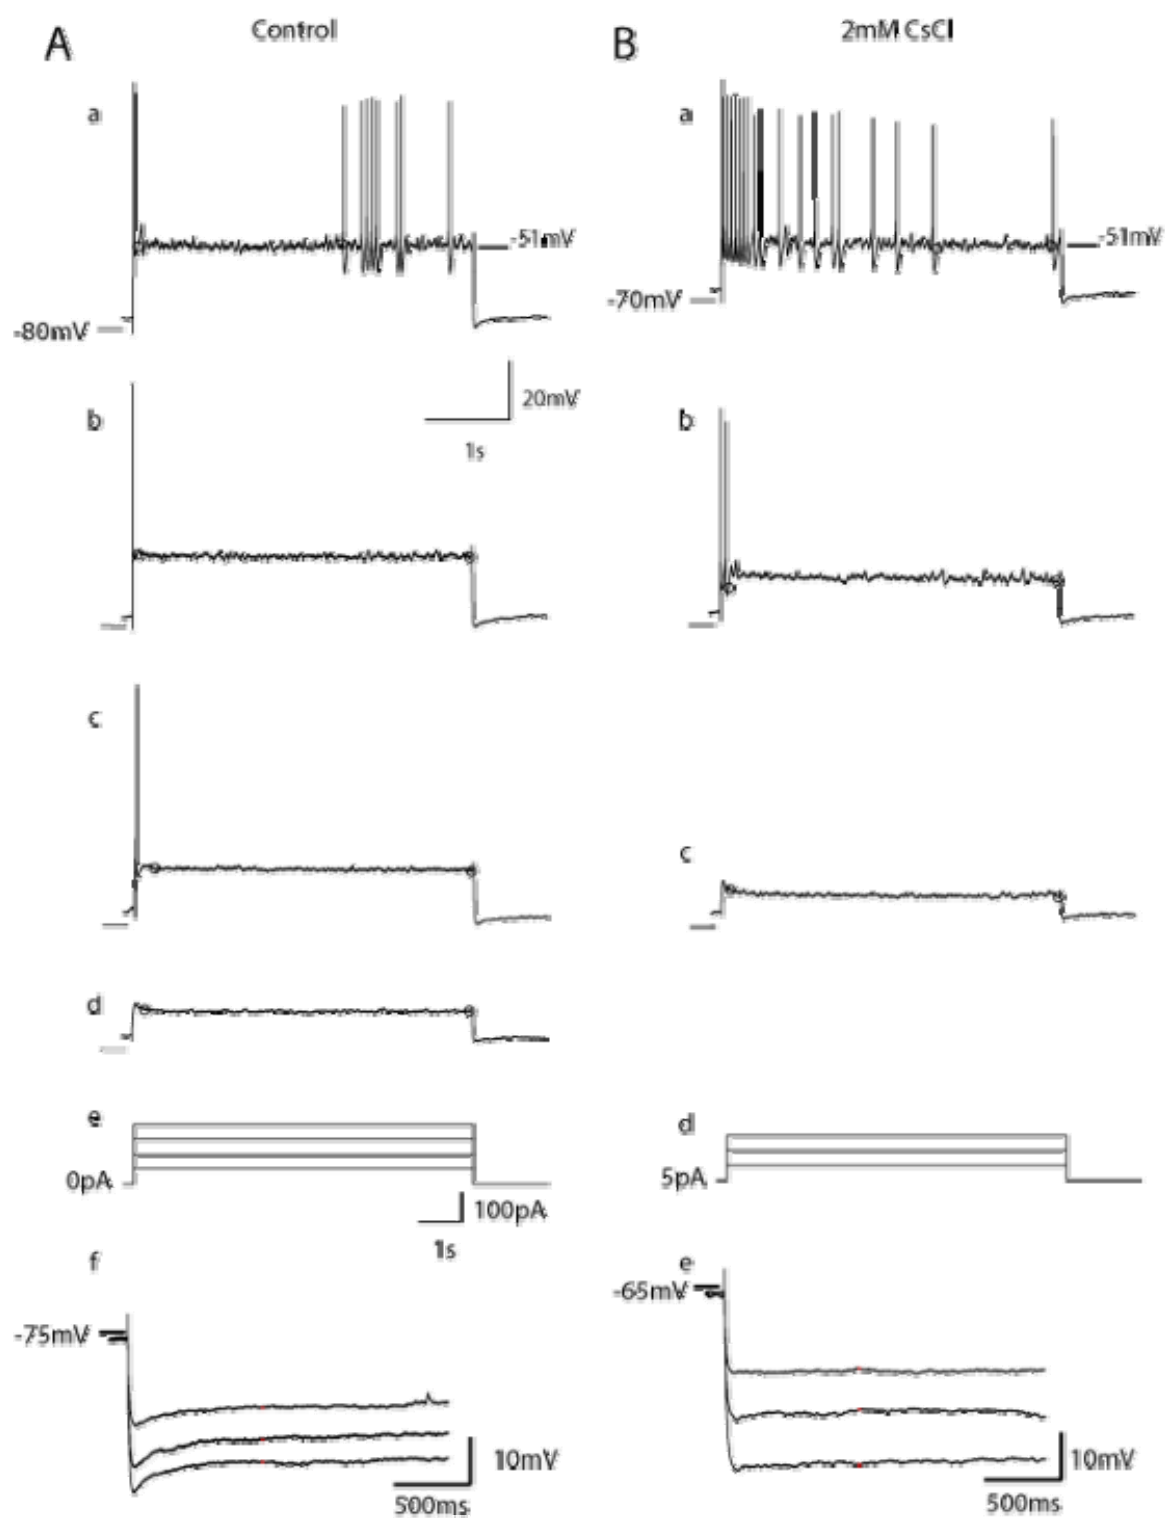 A
Control
a
-51mV
-80mV
20mV
1s
b
c
d
e
0pA
100pA
1s
f
-75mV
10mV
500ms
B
2mM CsCl
a
-51mV
-70mV
b
c
d
5pA
e
-65mV
10mV
500ms